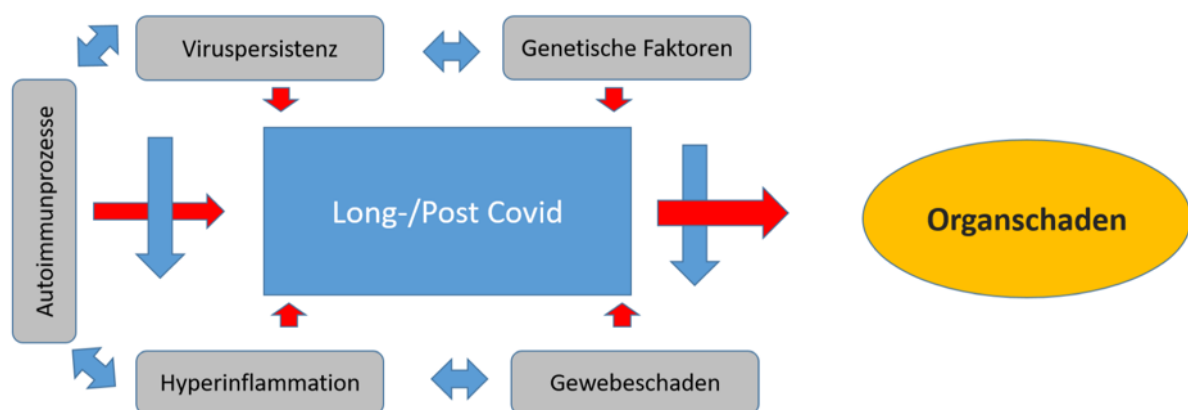 Viruspersistenz
Genetische Faktoren
Autoimmunprozesse
Long-/Post Covid
Organschaden
Hyperinflammation
Gewebeschaden